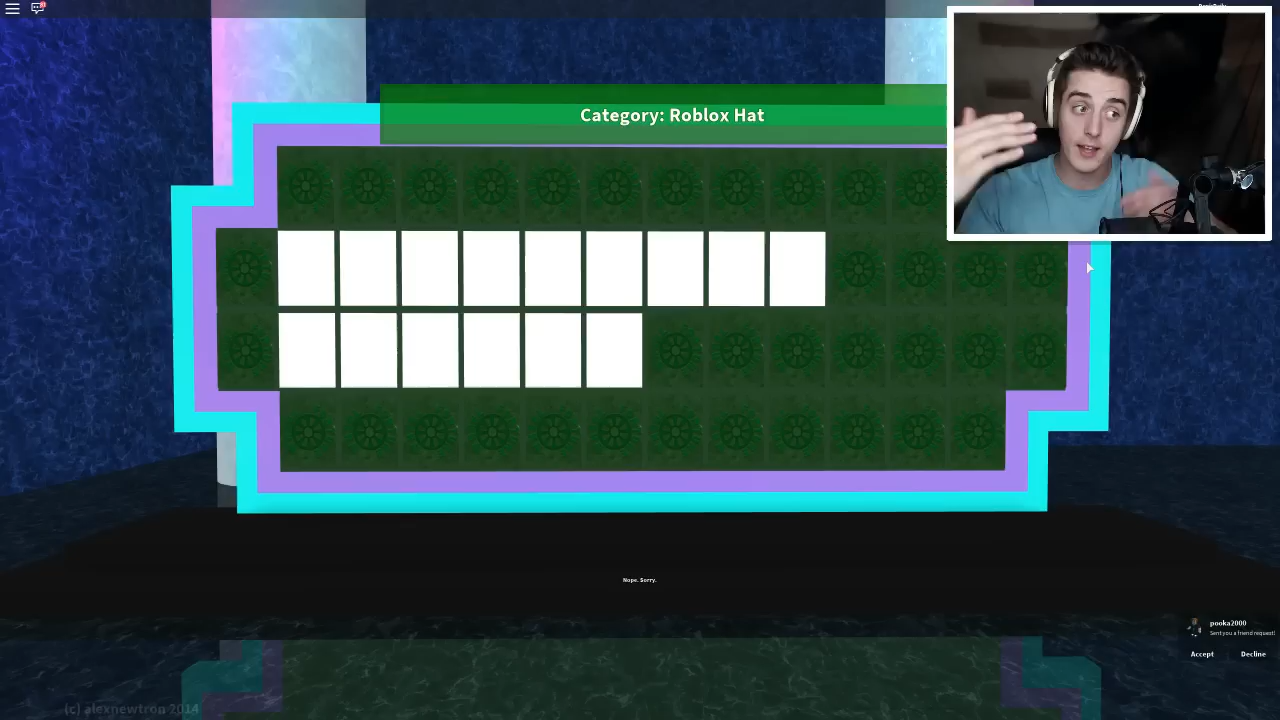 Category: Roblox Hat
Nope. Sorry.
pooka2000
Sent you a friend request!
Accept
Decline
(c) alexnewtron 2014